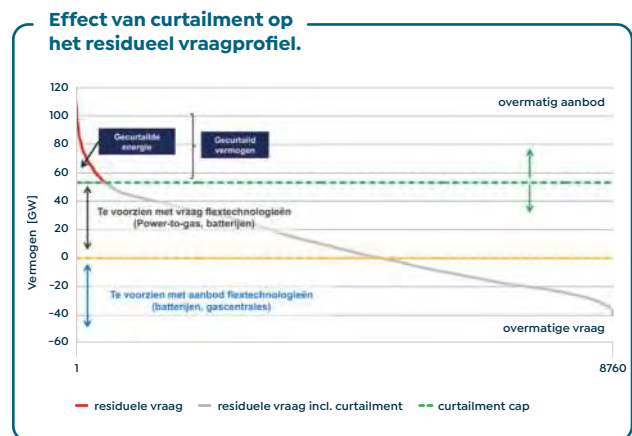 Effect van curtailment op
het residueel vraagprofiel.
Vermogen [GW]
120
100
80
60
40
20
0
-20
-40
-60
1
8760
overmatig aanbod
Gecurtailde
energie
Gecurtaild
vermogen
Te voorzien met vraag flextechnologieën
(Power-to-gas, batterijen)
Te voorzien met aanbod flextechnologieën
(batterijen, gascentrales)
overmatige vraag
residuele vraag
residuele vraag incl. curtailment
curtailment cap